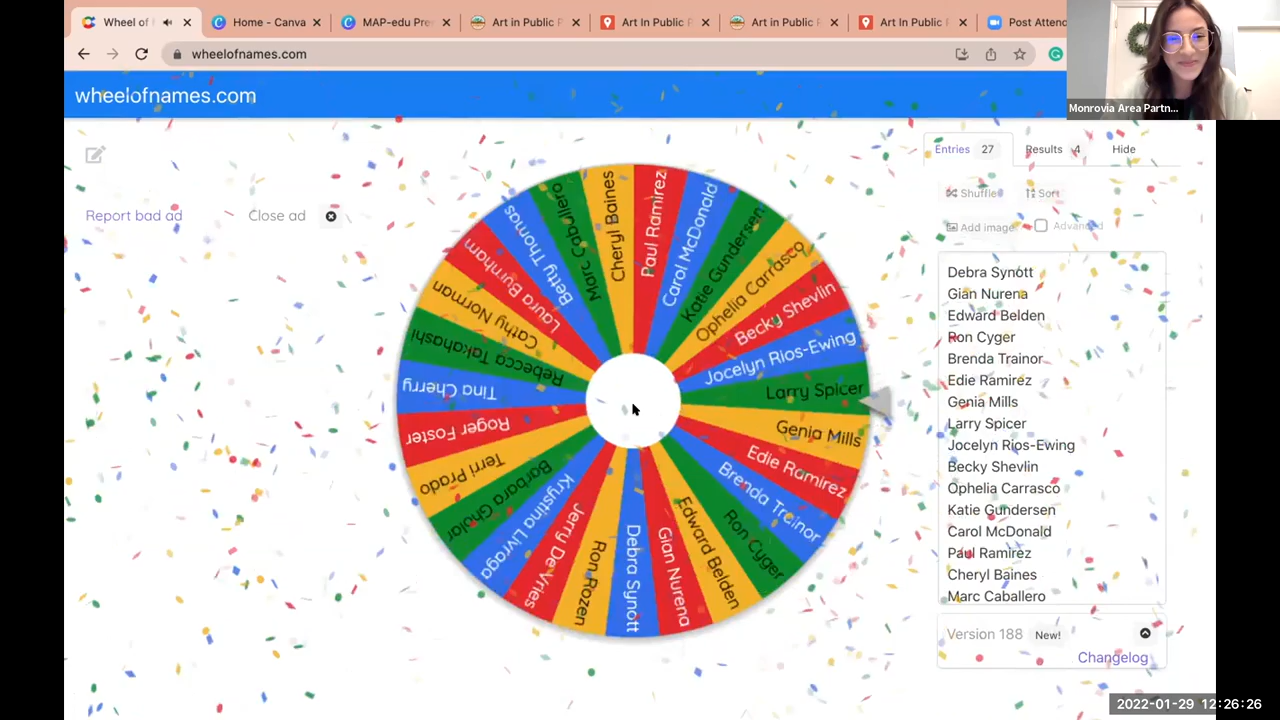 Wheel of
Home - Canva
MAP-edu Pre
Art in Public P
Art In Public P
Art in Public P
Art In Public P
Post Attend
wheelofnames.com
wheelofnames.com
Monrovia Area Partn...
Report bad ad
Close ad
Entries 27
Results 4
Hide
Shuffle
Sort
Add image
Advanced
Debra Synott
Gian Nurena
Edward Belden
Ron Cyger
Brenda Trainor
Edie Ramirez
Genia Mills
Larry Spicer
Jocelyn Rios-Ewing
Becky Shevlin
Ophelia Carrasco
Katie Gundersen
Carol McDonald
Paul Ramirez
Cheryl Baines
Marc Caballero
Paul Ramirez
Carol McDonald
Katie Gundersen
Ophelia Carrasco
Becky Shevlin
Jocelyn Rios-Ewing
Larry Spicer
Genia Mills
Edie Ramirez
Brenda Trainor
Ron Cyger
Edward Belden
Gian Nurena
Debra Synott
Ron Rozen
Jerry De Vries
Krystina Livraga
Barbara Gholar
Terri Prado
Roger Foster
Tina Cherry
Rebecca Takahashi
Cathy Norman
Laura Burnham
Betty Thomas
Marc Caballero
Cheryl Baines
Version 188
New!
Changelog
2022-01-29 12:26:26